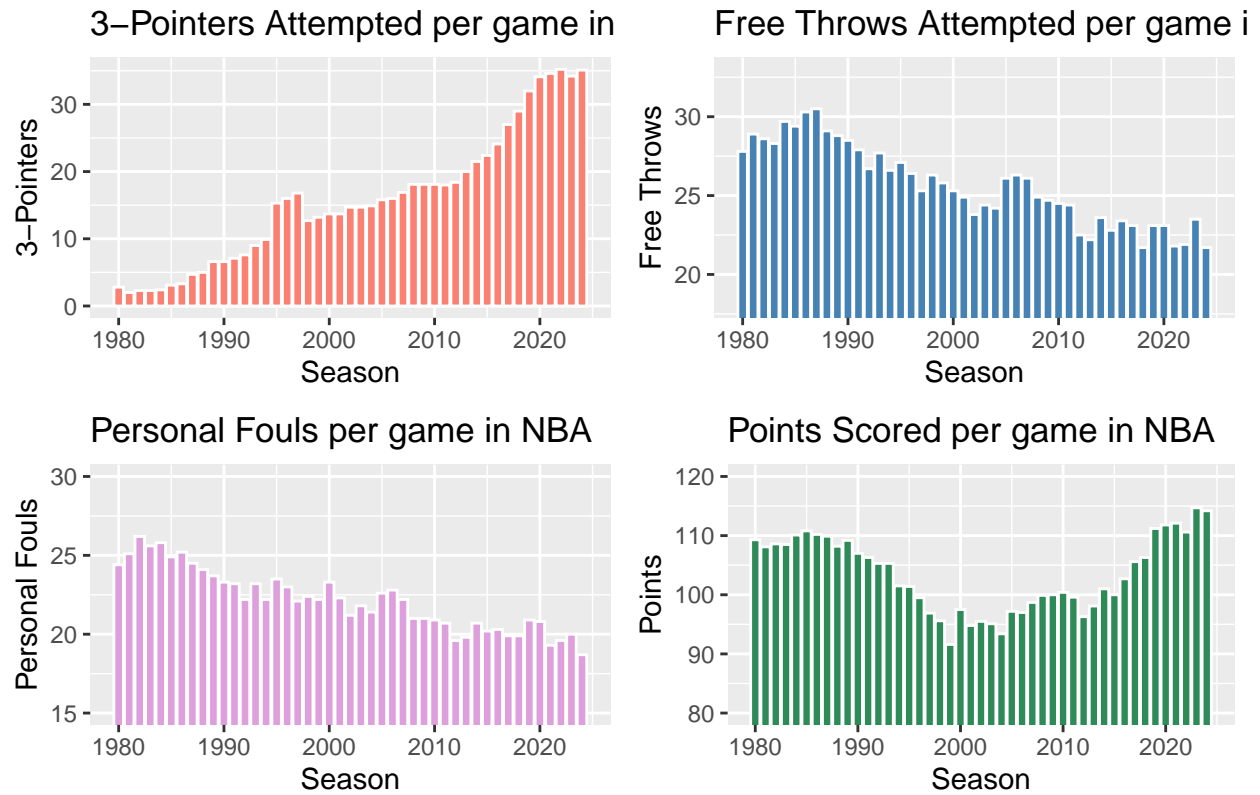 3−Pointers Attempted per game in
30
20
10
0
3−Pointers
1980 1990 2000 2010 2020
Season
Free Throws Attempted per game i
30
25
20
Free Throws
1980 1990 2000 2010 2020
Season
Personal Fouls per game in NBA
30
25
20
15
Personal Fouls
1980 1990 2000 2010 2020
Season
Points Scored per game in NBA
120
110
100
90
80
Points
1980 1990 2000 2010 2020
Season